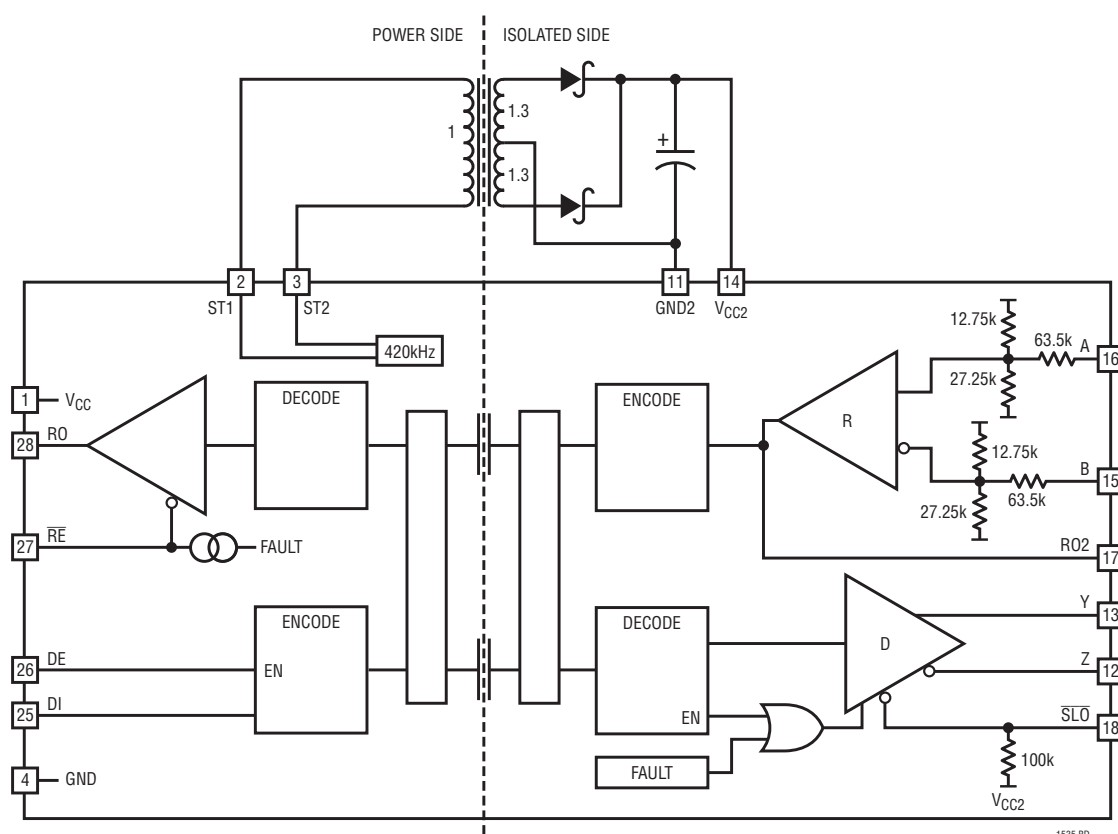 POWER SIDE
ISOLATED SIDE
1
1.3
1.3
+
2
3
11
14
ST1
ST2
GND2
VCC2
420kHz
12.75k
63.5k
A
16
27.25k
1
VCC
DECODE
ENCODE
R
28
RO
12.75k
B
15
27.25k
63.5k
27
RE
FAULT
RO2
17
ENCODE
DECODE
Y
13
26
DE
EN
D
Z
12
25
DI
EN
SLO
18
FAULT
100k
4
GND
VCC2
1535 BD